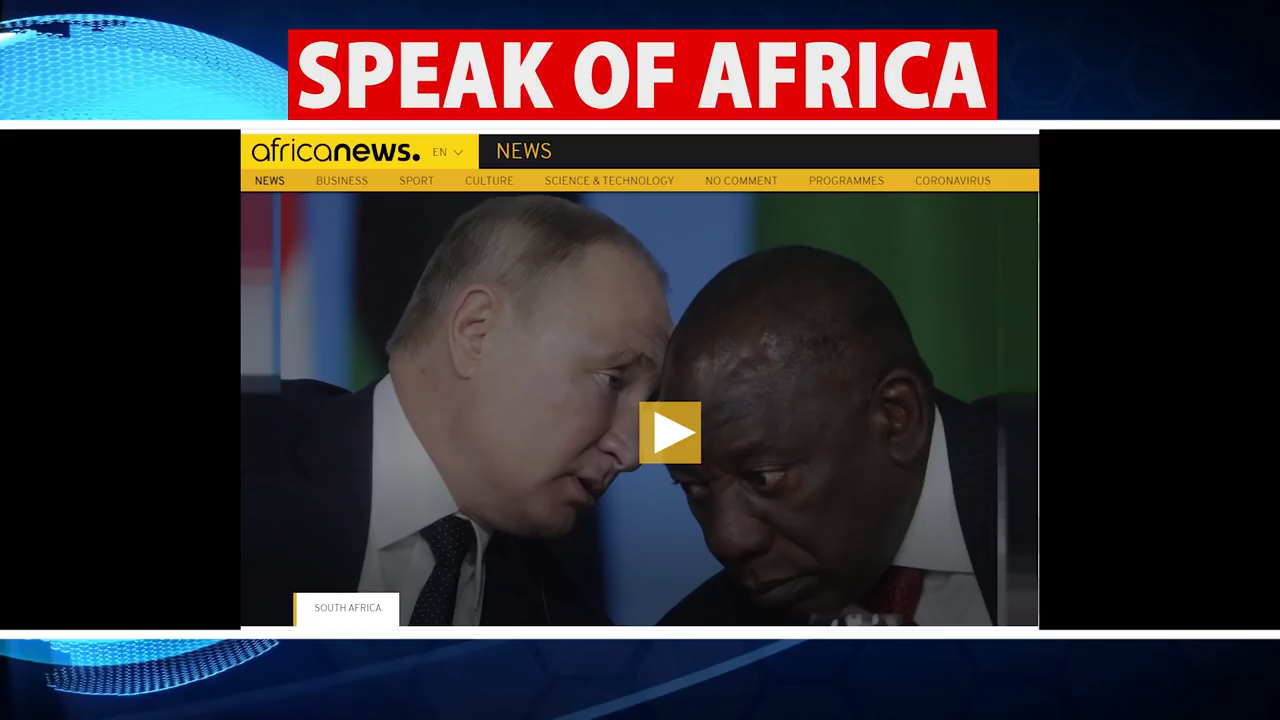 SPEAK OF AFRICA
africanews. EN NEWS
NEWS BUSINESS SPORT CULTURE SCIENCE & TECHNOLOGY NO COMMENT PROGRAMMES CORONAVIRUS
SOUTH AFRICA